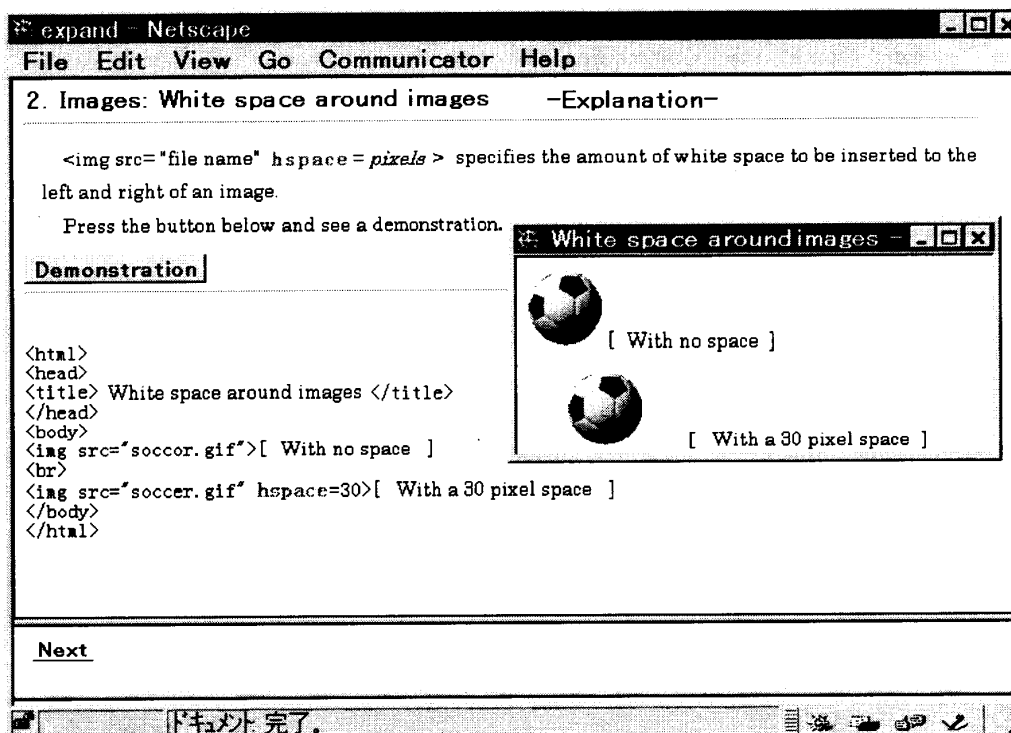 expand - Netscape
File Edit View Go Communicator Help
2. Images: White space around images -Explanation-
<img src="file name" hspace = pixels > specifies the amount of white space to be inserted to the
left and right of an image.
Press the button below and see a demonstration.
Demonstration
White space around images -
[ With no space ]
[ With a 30 pixel space ]
<html>
<head>
<title> White space around images </title>
</head>
<body>
<img src="soccor.gif">[ With no space ]
<br>
<img src="soccer.gif" hspace=30>[ With a 30 pixel space ]
</body>
</html>
Next
ドキュメント: 完了。